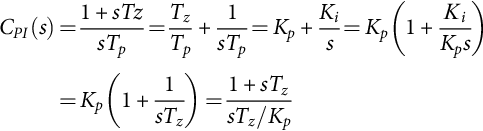 C_{PI}(s) = \frac{1 + sTz}{sT_p} = \frac{T_z}{T_p} + \frac{1}{sT_p} = K_p + \frac{K_i}{s} = K_p \left( 1 + \frac{K_i}{K_p s} \right)
= K_p \left( 1 + \frac{1}{sT_z} \right) = \frac{1 + sT_z}{sT_z / K_p}